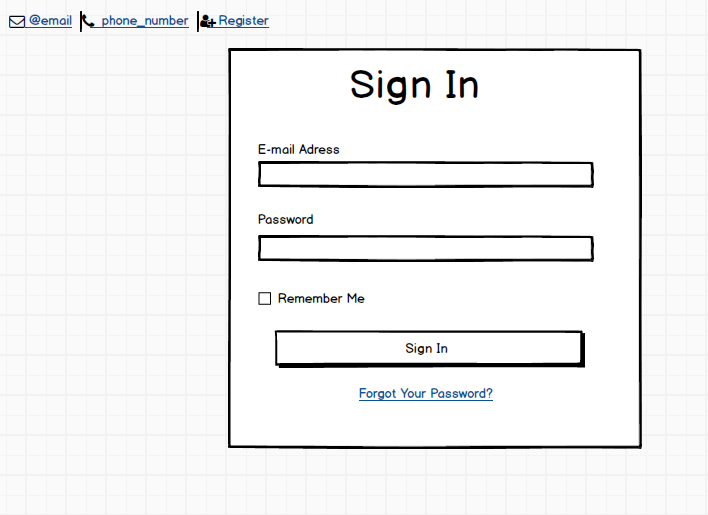 @email phone_number Register
Sign In
E-mail Adress
Password
Remember Me
Sign In
Forgot Your Password?